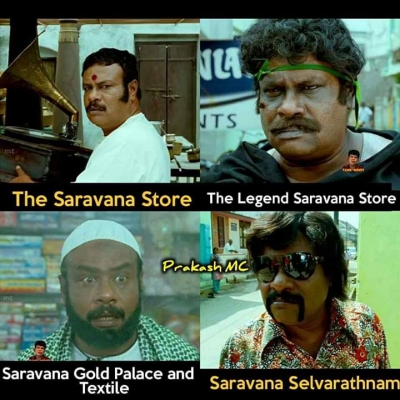 The Saravana Store
The Legend Saravana Store
Prakash MC
Saravana Gold Palace and
Textile
Saravana Selvarathnam